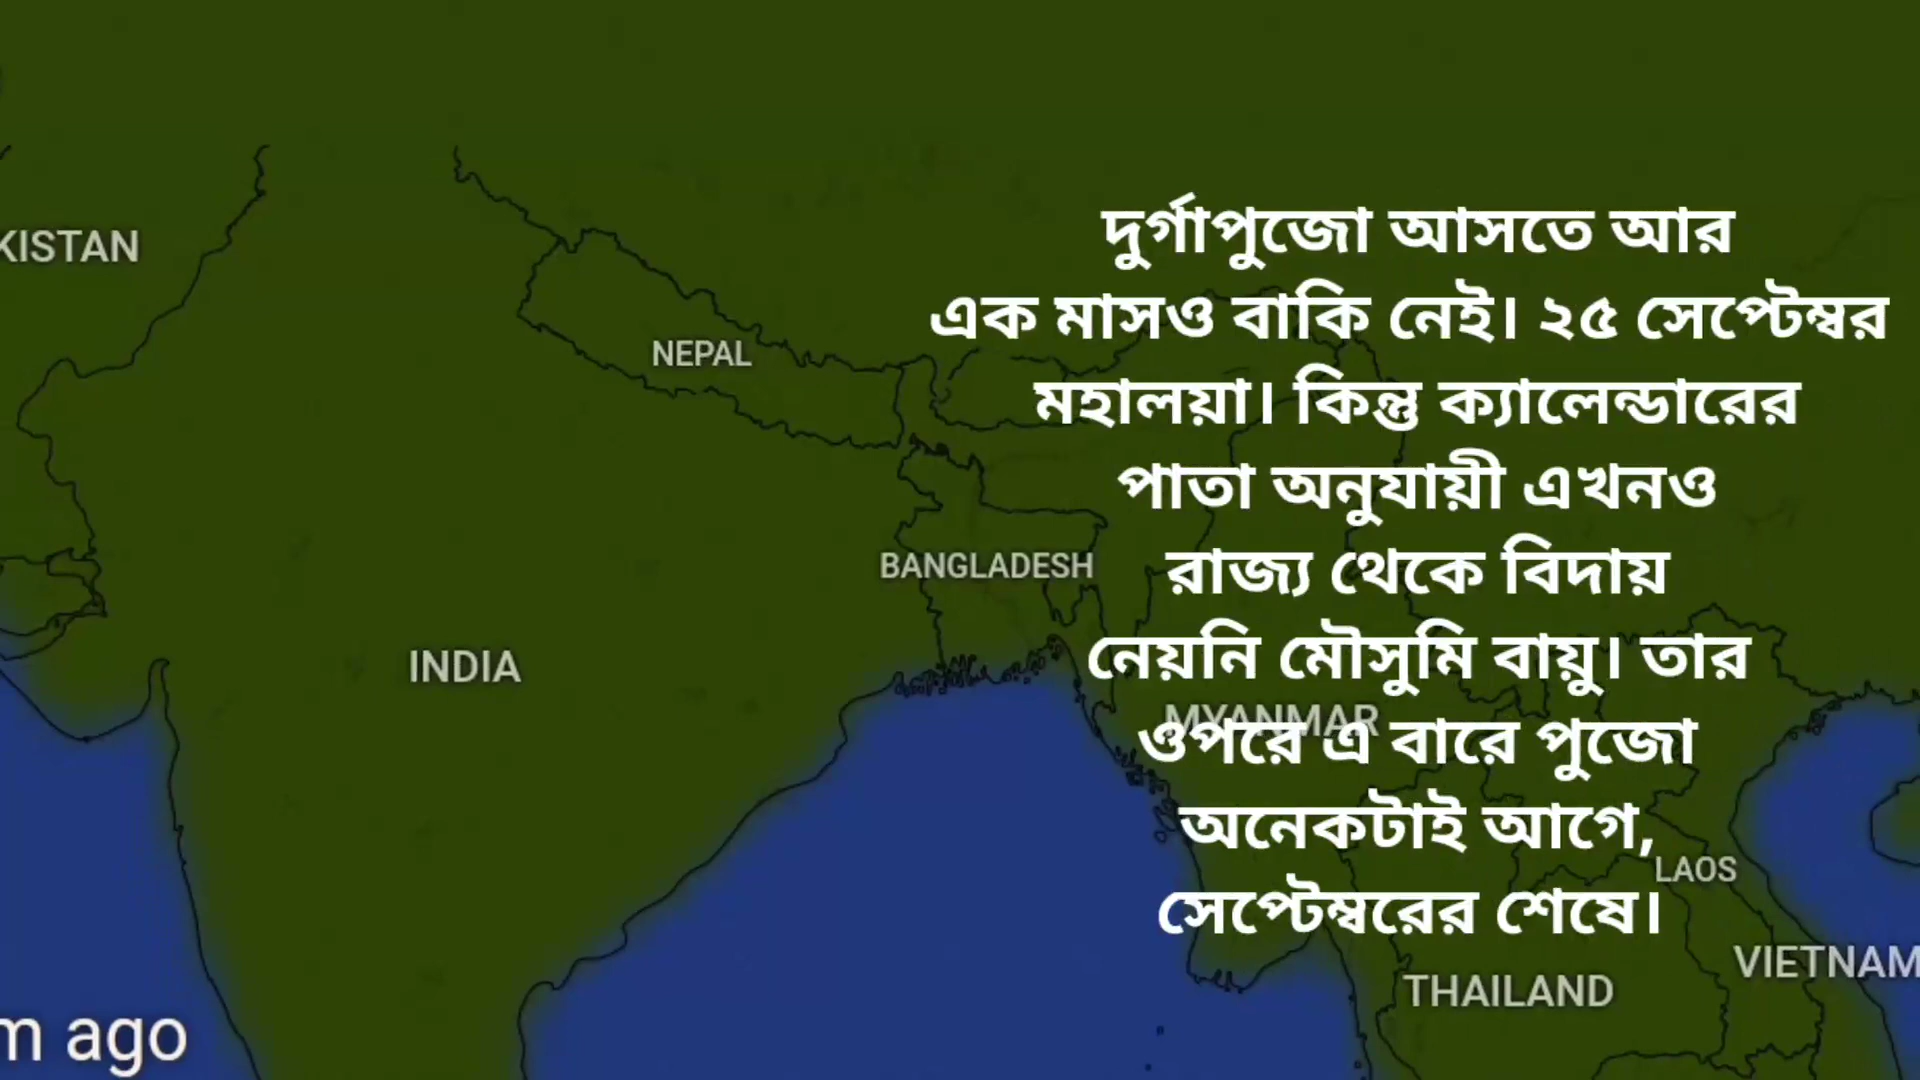 দুর্গাপুজো আসতে আর
এক মাসও বাকি নেই। ২৫ সেপ্টেম্বর
মহালয়া। কিন্তু ক্যালেন্ডারের
পাতা অনুযায়ী এখনও
রাজ্য থেকে বিদায়
নেয়নি মৌসুমি বায়ু। তার
ওপরে এ বারে পুজো
অনেকটাই আগে,
সেপ্টেম্বরের শেষে।
KISTAN
NEPAL
BANGLADESH
INDIA
MYANMAR
LAOS
VIETNAM
THAILAND
m ago